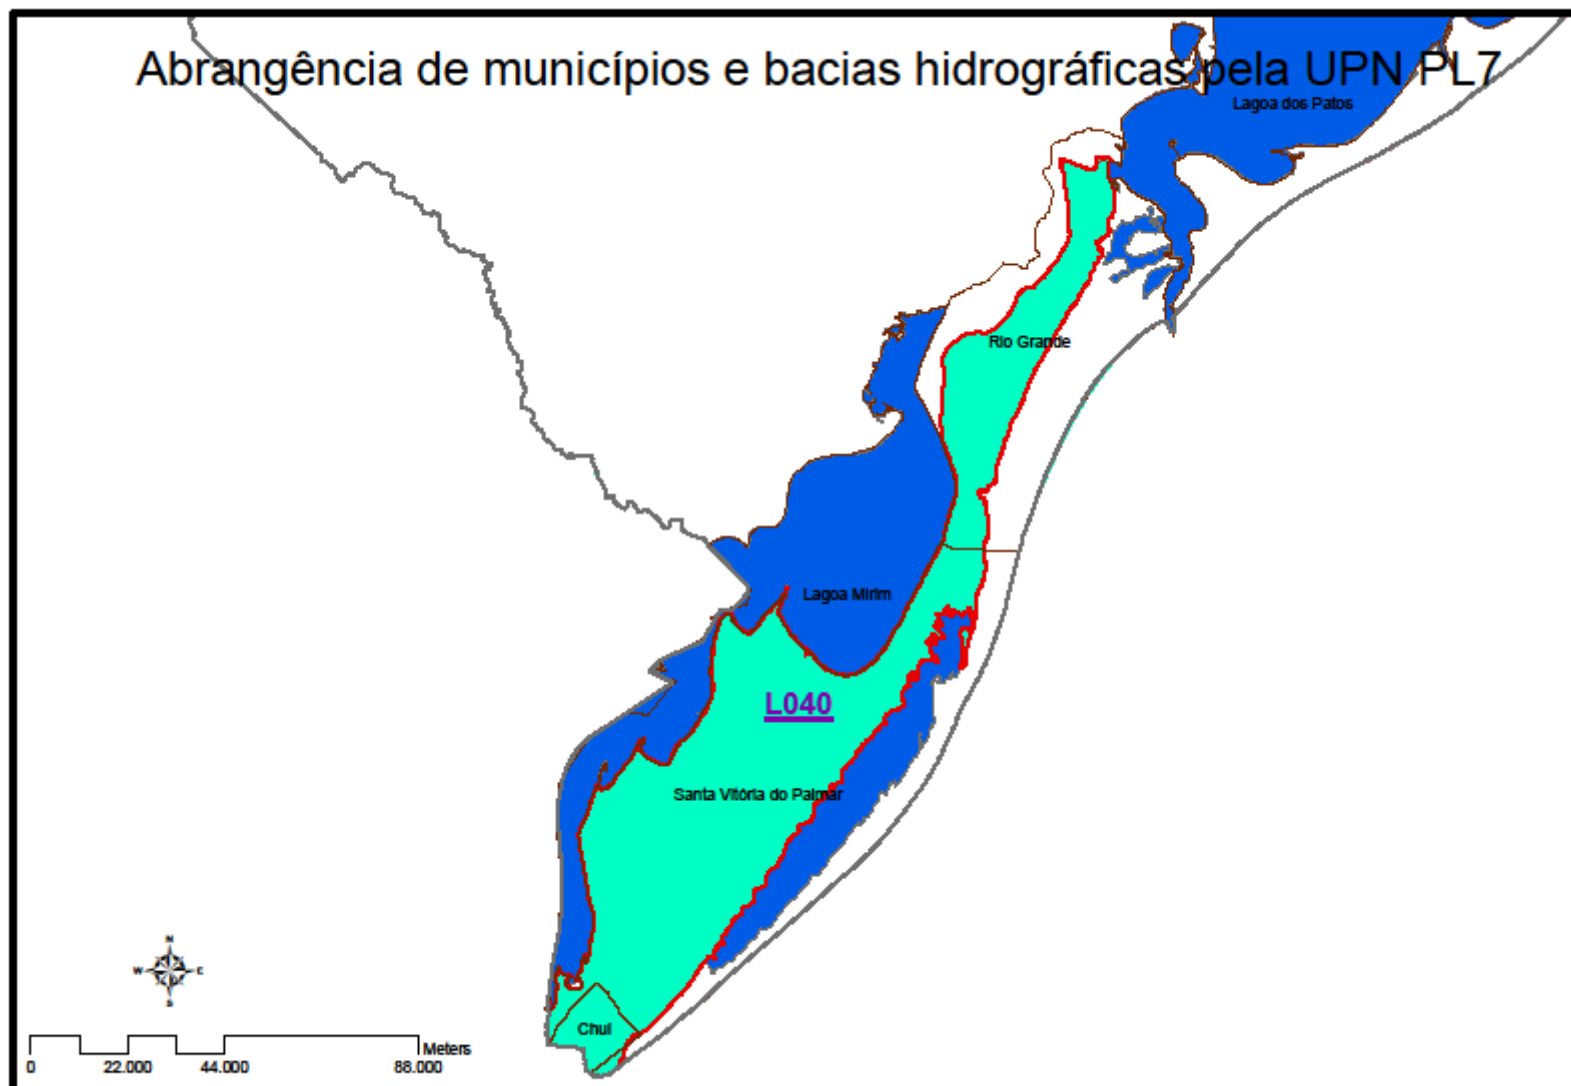 Abrangência de municípios e bacias hidrográficas pela UPN PL7
Lagoa dos Patos
Rio Grande
Lagoa Mirim
L040
Santa Vitória do Palmar
N
W E
S
Chuí
Meters
0 22.000 44.000 88.000